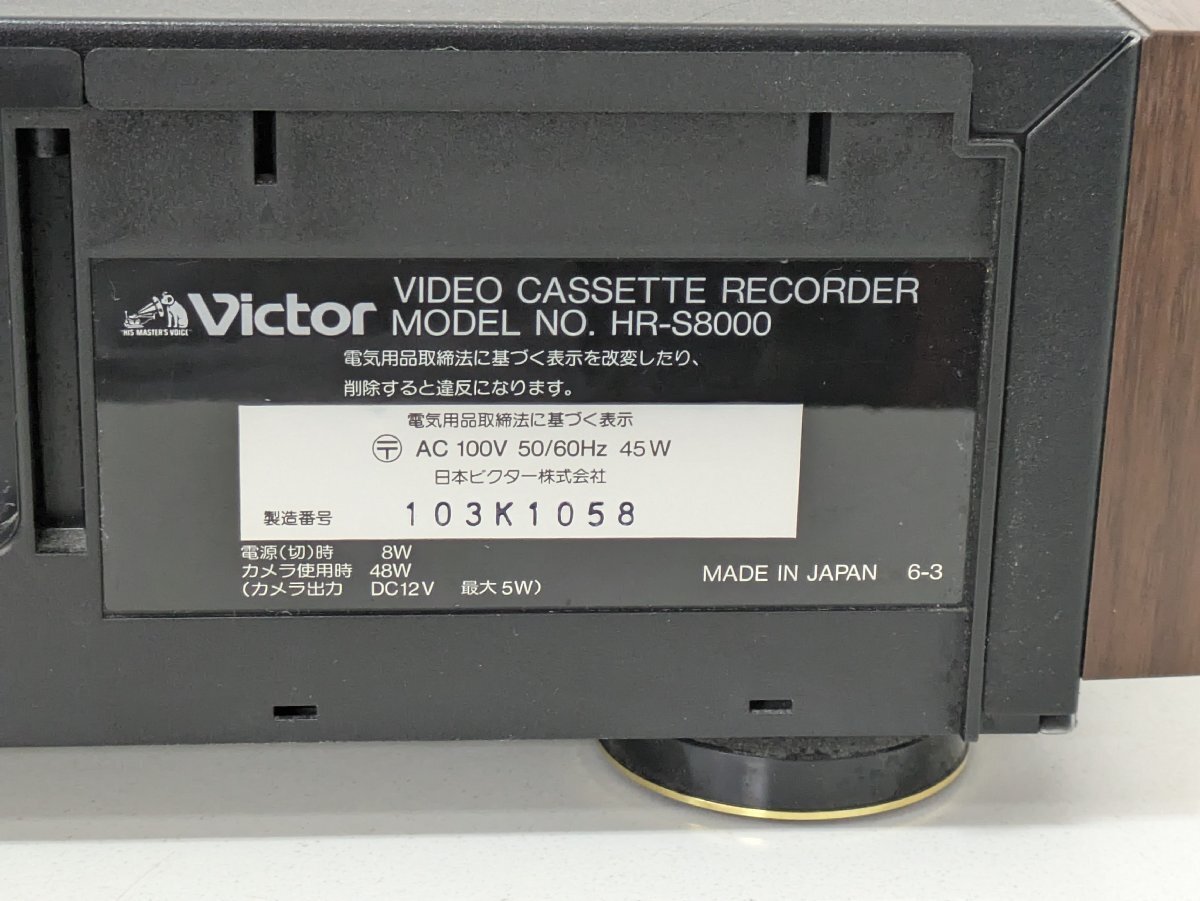 "HIS MASTER'S VOICE"
Victor
VIDEO CASSETTE RECORDER
MODEL NO. HR-S8000
電気用品取締法に基づく表示を改変したり、
削除すると違反になります。
電気用品取締法に基づく表示
〶 AC 100V 50/60Hz 45W
日本ビクター株式会社
製造番号 103K1058
電源(切)時 8W
カメラ使用時 48W
(カメラ出力 DC12V 最大5W)
MADE IN JAPAN 6-3